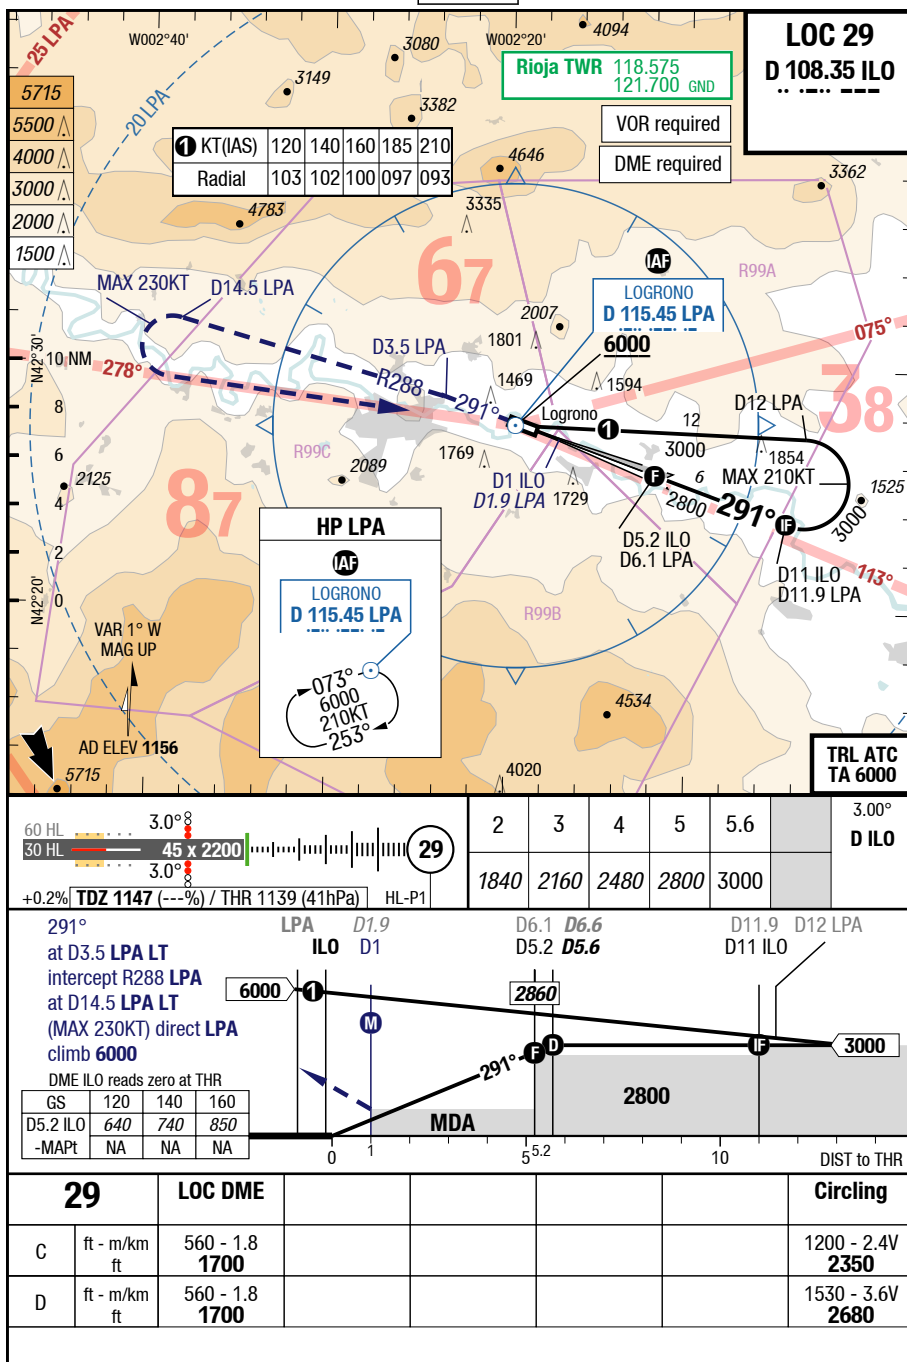 LOC 29
D 108.35 ILO
W002°40'
W002°20'
25 LPA
20 LPA
3080
4094
3149
3382
Rioja TWR 118.575
121.700 GND
VOR required
DME required
5715
5500
4000
3000
2000
1500
1 KT(IAS) 120 140 160 185 210
Radial 103 102 100 097 093
4646
3362
4783
3335
67
R99A
IAF
LOGRONO
D 115.45 LPA
6000
MAX 230KT
D14.5 LPA
2007
1801
D3.5 LPA
075°
N42°30'
10 NM
278°
R288
291°
1469
1594
38
8
Logrono
1
12
D12 LPA
3000
R99C
6
1769
2089
2125
1854
MAX 210KT
D1 ILO
D1.9 LPA
1729
F
6
2800
291°
IF
3000
1525
4
87
D5.2 ILO
D6.1 LPA
D11 ILO
D11.9 LPA
113°
2
N42°20'
0
HP LPA
IAF
LOGRONO
D 115.45 LPA
R99B
VAR 1° W
MAG UP
073°
6000
210KT
253°
4534
AD ELEV 1156
5715
4020
TRL ATC
TA 6000
60 HL
30 HL
3.0°
45 x 2200
3.0°
29
+0.2% TDZ 1147 (---%) / THR 1139 (41hPa) HL-P1
2 3 4 5 5.6
1840 2160 2480 2800 3000
3.00°
D ILO
291°
at D3.5 LPA LT
intercept R288 LPA
at D14.5 LPA LT
(MAX 230KT) direct LPA
climb 6000
LPA D1.9 D6.1 D6.6 D11.9 D12 LPA
ILO D1 D5.2 D5.6 D11 ILO
6000 1
2860
M
F D IF
3000
291°
2800
MDA
DME ILO reads zero at THR
GS 120 140 160
D5.2 ILO 640 740 850
-MAPt NA NA NA
0 1 5 5.2 10 DIST to THR
29 LOC DME Circling
C ft - m/km 560 - 1.8 1200 - 2.4V
ft 1700 2350
D ft - m/km 560 - 1.8 1530 - 3.6V
ft 1700 2680